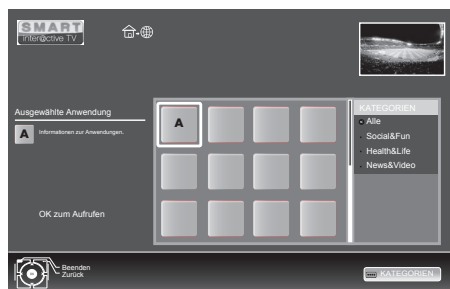 SMART
inter@ctive TV
Ausgewählte Anwendung
A
Informationen zur Anwendungen.
OK zum Aufrufen
A
KATEGORIEN
Alle
Social&Fun
Health&Life
News&Video
Beenden
Zurück
OK
KATEGORIEN